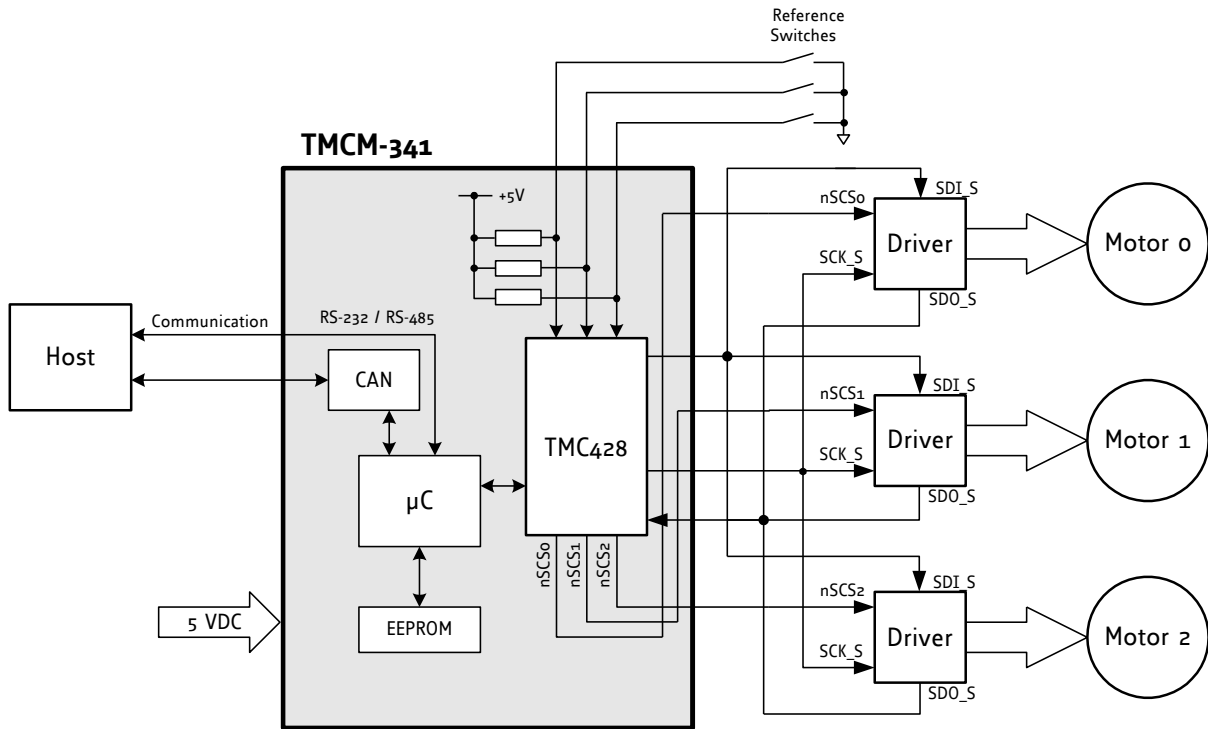 Reference
Switches
TMCM-341
+5V
nSCS0
SDI_S
Driver
Motor 0
SCK_S
SDO_S
Communication
RS-232 / RS-485
Host
CAN
TMC428
nSCS1
SDI_S
Driver
Motor 1
SCK_S
SDO_S
µC
nSCS0
nSCS1
nSCS2
nSCS2
SDI_S
Driver
Motor 2
SCK_S
SDO_S
5 VDC
EEPROM